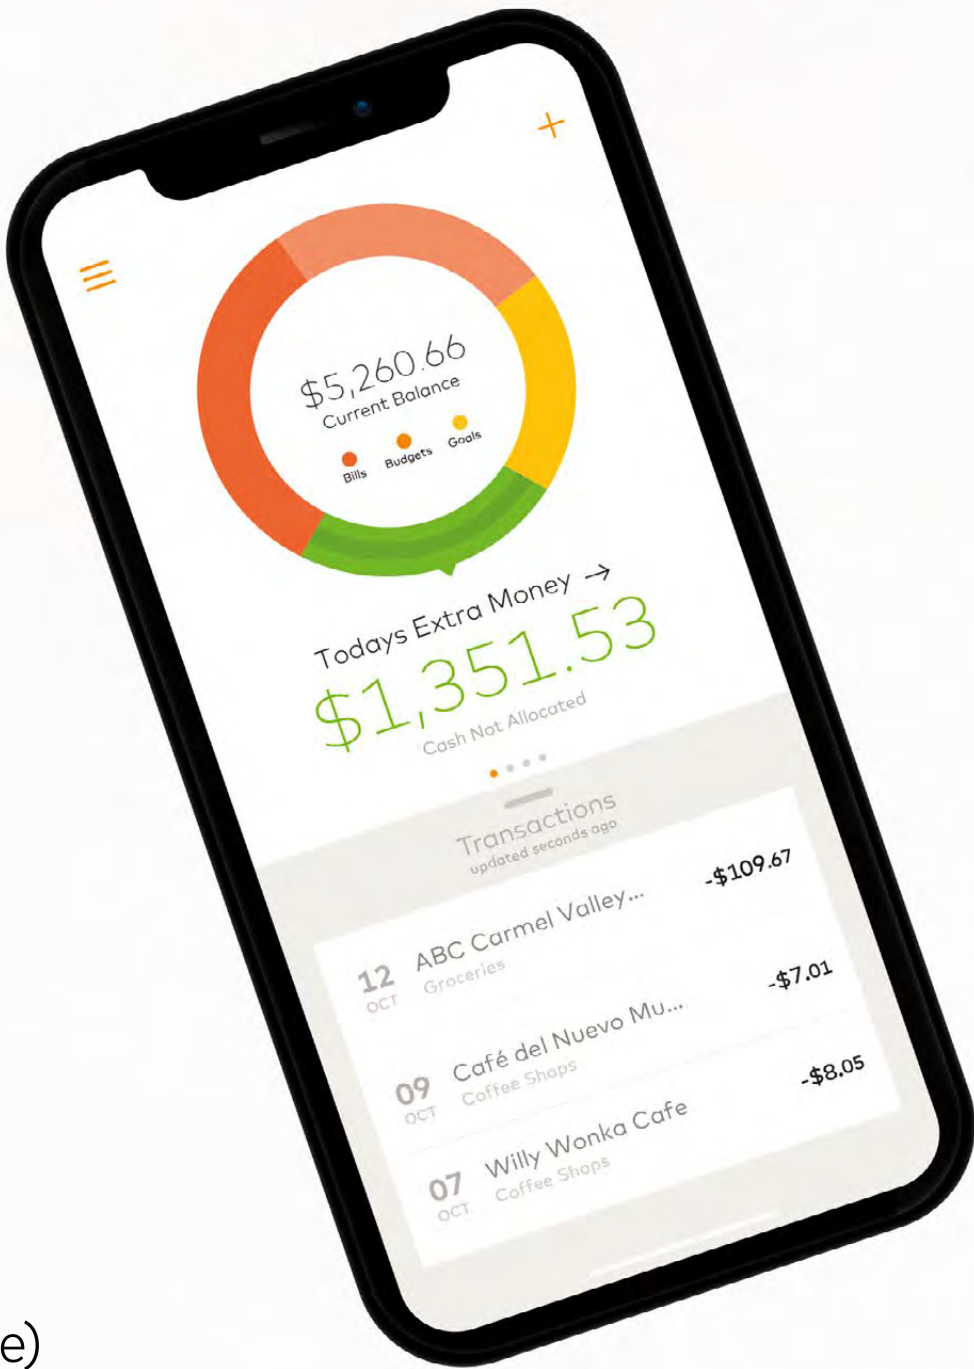 $5,260.66
Current Balance
Bills
Budgets
Goals
Todays Extra Money →
$1,351.53
Cash Not Allocated
Transactions
updated seconds ago
12 OCT
ABC Carmel Valley...
Groceries
-$109.67
09 OCT
Café del Nuevo Mu...
Coffee Shops
-$7.01
07 OCT
Willy Wonka Cafe
Coffee Shops
-$8.05
e)